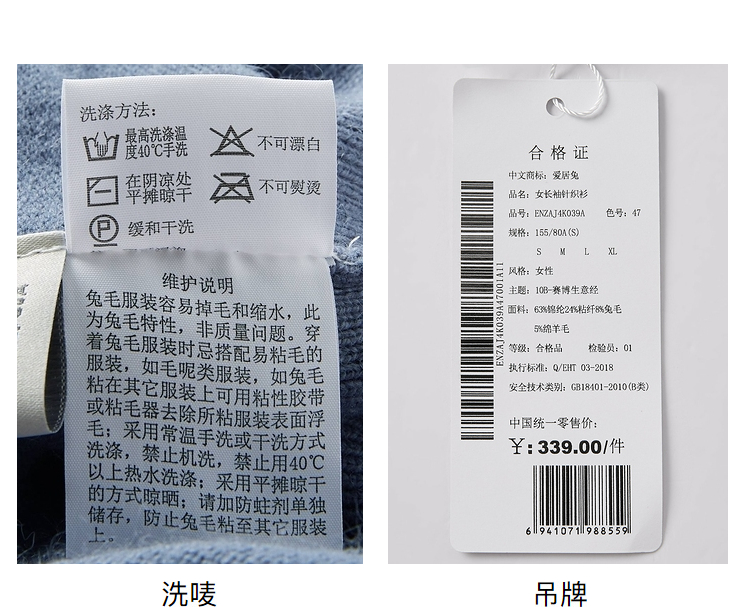 洗涤方法：
最高洗涤温
度40℃手洗
不可漂白
在阴凉处
平摊晾干
不可熨烫
P
缓和干洗
维护说明
兔毛服装容易掉毛和缩水，此
为兔毛特性，非质量问题。穿
着兔毛服装时忌搭配易粘毛的
服装，如毛呢类服装，如兔毛
粘在其它服装上可用粘性胶带
或粘毛器去除所粘服装表面浮
毛；采用常温手洗或干洗方式
洗涤，禁止机洗，禁止用40℃
以上热水洗涤；采用平摊晾干
的方式晾晒；请加防蛀剂单独
储存，防止兔毛粘至其它服装
上。
洗唛
合格证
中文商标：爱居兔
品名：女长袖针织衫
品号：ENZAJ4K039A 色号：47
规格：155/80A(S)
S M L XL
风格：女性
主题：10B-赛博生意经
面料：63%锦纶24%粘纤8%兔毛
5%绵羊毛
等级：合格品 检验员：01
执行标准：Q/EHT 03-2018
安全技术类别：GB18401-2010(B类)
ENZAJ4K039A47001A11
中国统一零售价：
¥:339.00/件
6 941071 988559
吊牌